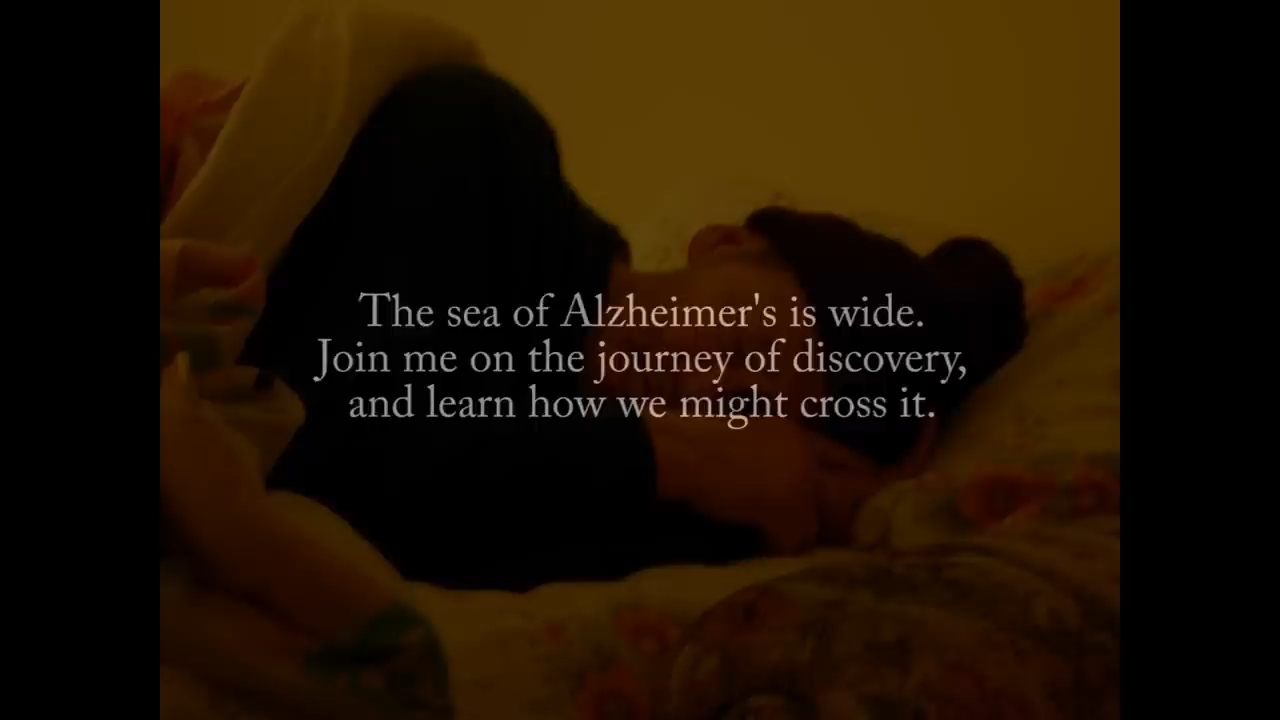 The sea of Alzheimer's is wide.
Join me on the journey of discovery,
and learn how we might cross it.